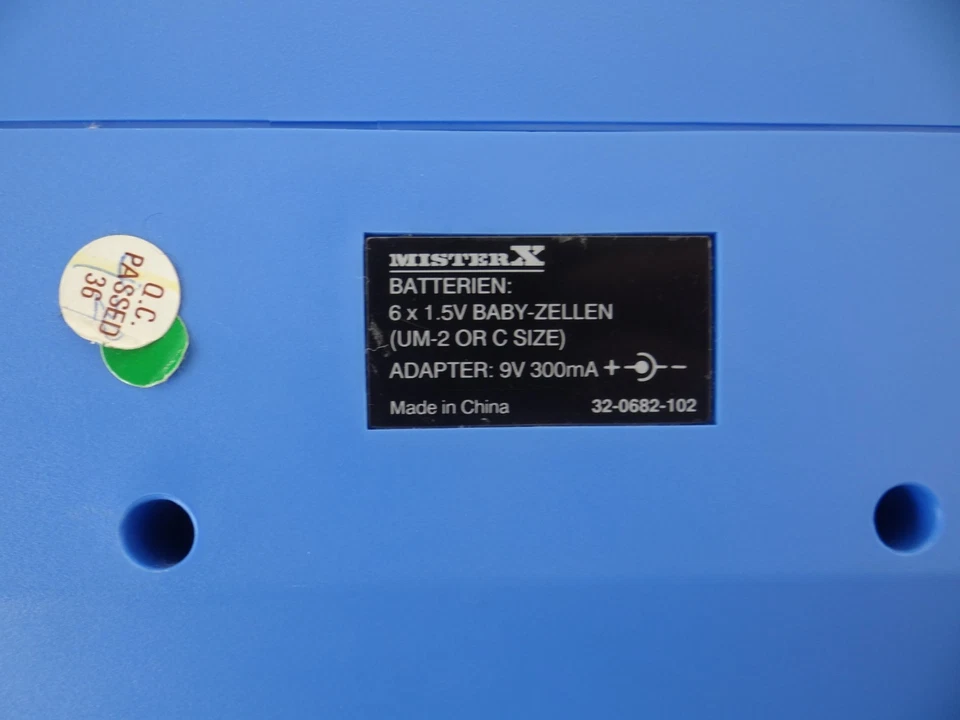 Q.C.
PASSED
36
MISTER X
BATTERIEN:
6 x 1.5V BABY-ZELLEN
(UM-2 OR C SIZE)
ADAPTER: 9V 300mA + -
Made in China 32-0682-102